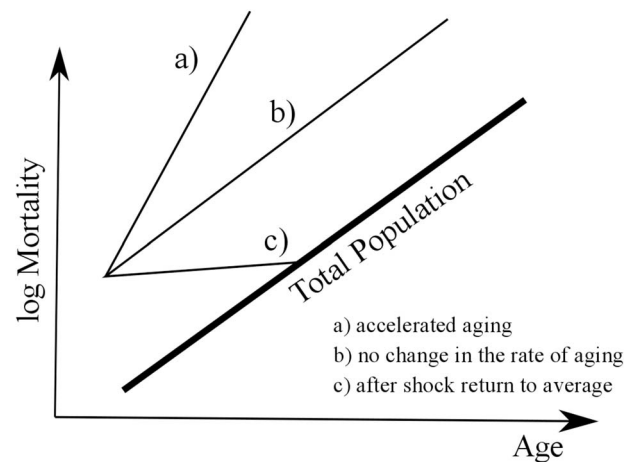 a)
b)
c)
log Mortality
Total Population
a) accelerated aging
b) no change in the rate of aging
c) after shock return to average
Age